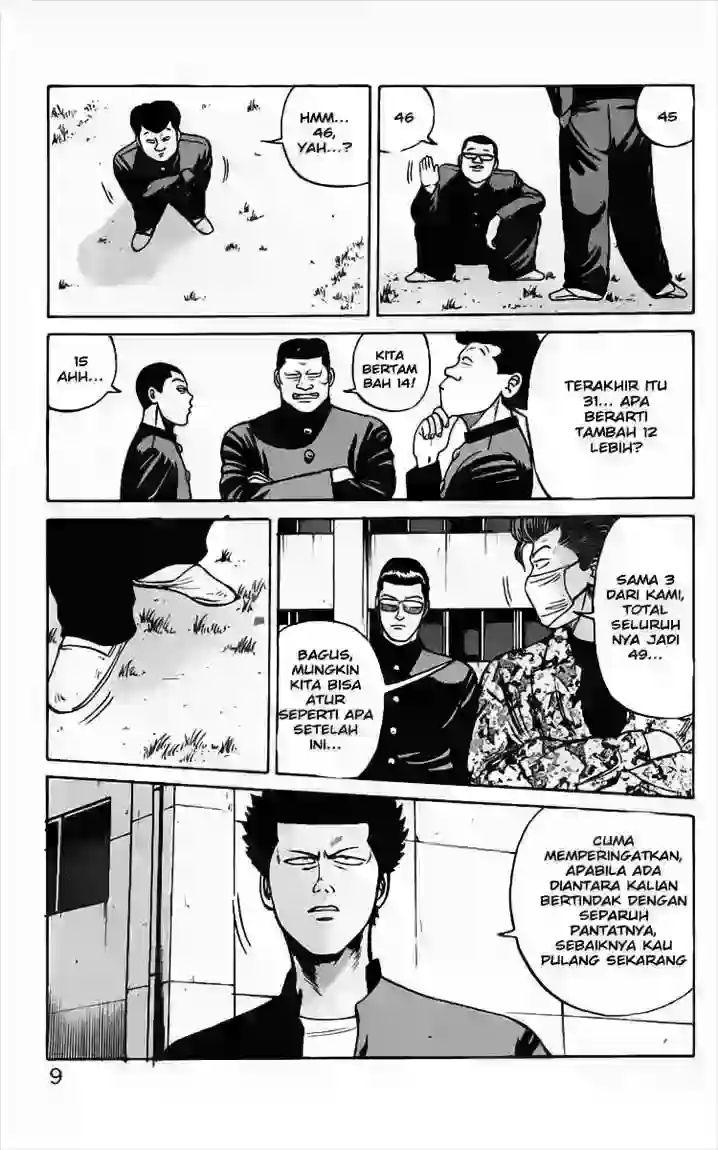 45
46
HMM...
46,
YAH...?
TERAKHIR ITU
31... APA
BERARTI
TAMBAH 12
LEBIH?
KITA
BERTAM
BAH 14!
15
AHH...
SAMA 3
DARI KAMI,
TOTAL
SELURUH
NYA JADI
49...
BAGUS,
MUNGKIN
KITA BISA
ATUR
SEPERTI APA
SETELAH
INI...
CUMA
MEMPERINGATKAN,
APABILA ADA
DIANTARA KALIAN
BERTINDAK DENGAN
SEPARUH
PANTATNYA,
SEBAIKNYA KAU
PULANG SEKARANG
9